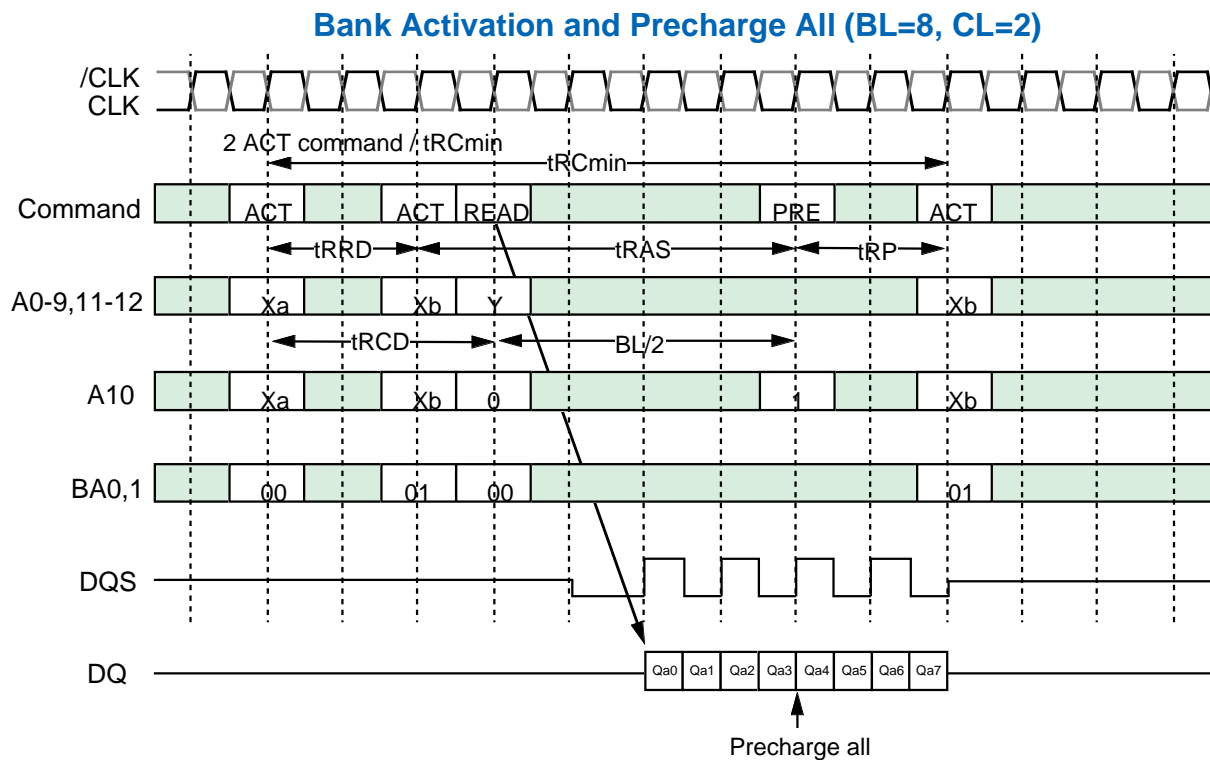 Bank Activation and Precharge All (BL=8, CL=2)
/CLK
CLK
2 ACT command / tRCmin
tRCmin
Command
ACT
ACT
READ
PRE
ACT
tRRD
tRAS
tRP
A0-9,11-12
Xa
Xb
Y
Xb
tRCD
BL/2
A10
Xa
Xb
0
1
Xb
BA0,1
00
01
00
01
DQS
DQ
Qa0
Qa1
Qa2
Qa3
Qa4
Qa5
Qa6
Qa7
Precharge all